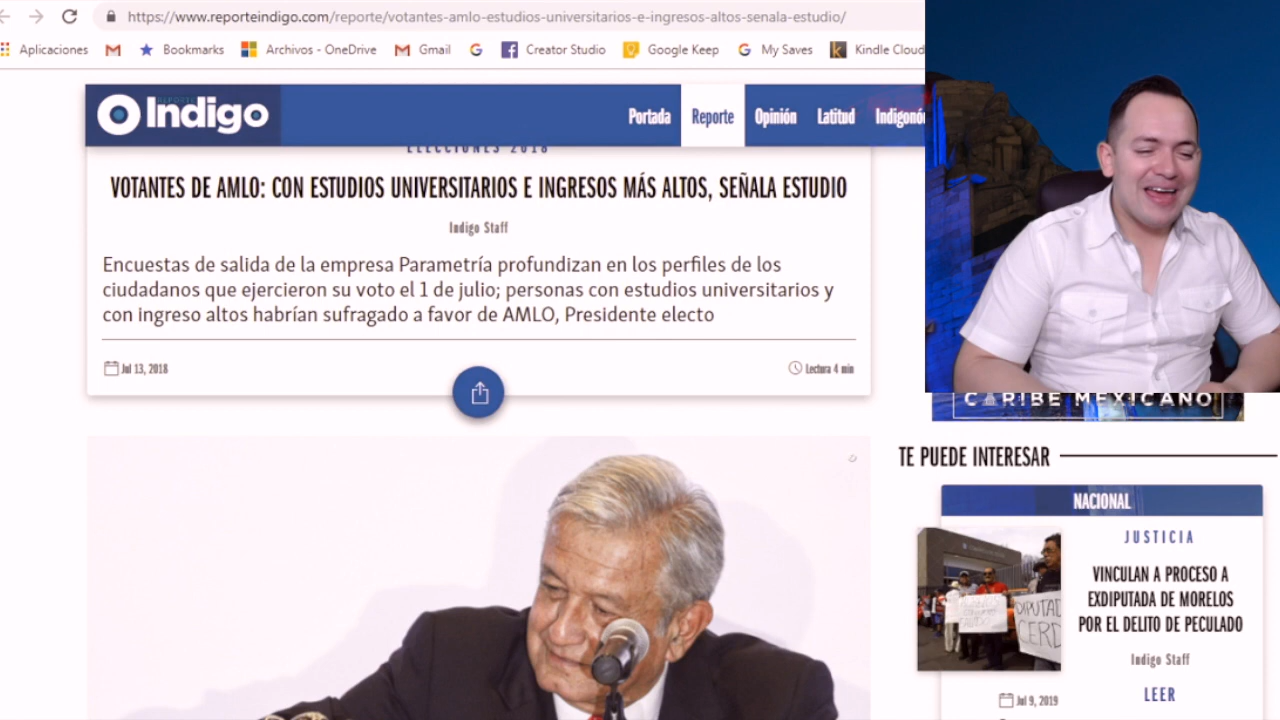 https://www.reporteindigo.com/reporte/votantes-amlo-estudios-universitarios-e-ingresos-altos-senala-estudio/
Aplicaciones
Bookmarks
Archivos - OneDrive
Gmail
Creator Studio
Google Keep
My Saves
Kindle Cloud
REPORTE
Indigo
Portada
Reporte
Opinión
Latitud
ELECCIONES 2018
VOTANTES DE AMLO: CON ESTUDIOS UNIVERSITARIOS E INGRESOS MÁS ALTOS, SEÑALA ESTUDIO
Indigo Staff
Encuestas de salida de la empresa Parametría profundizan en los perfiles de los
ciudadanos que ejercieron su voto el 1 de julio; personas con estudios universitarios y
con ingreso altos habrían sufragado a favor de AMLO, Presidente electo
Jul 13, 2018
Lectura 4 min
CARIBE MEXICANO
TE PUEDE INTERESAR
NACIONAL
JUSTICIA
VINCULAN A PROCESO A
EXDIPUTADA DE MORELOS
POR EL DELITO DE PECULADO
Indigo Staff
Jul 9, 2019
LEER